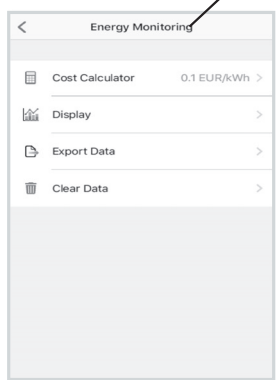 Energy Monitoring
Cost Calculator 0.1 EUR/kWh
Display
Export Data
Clear Data